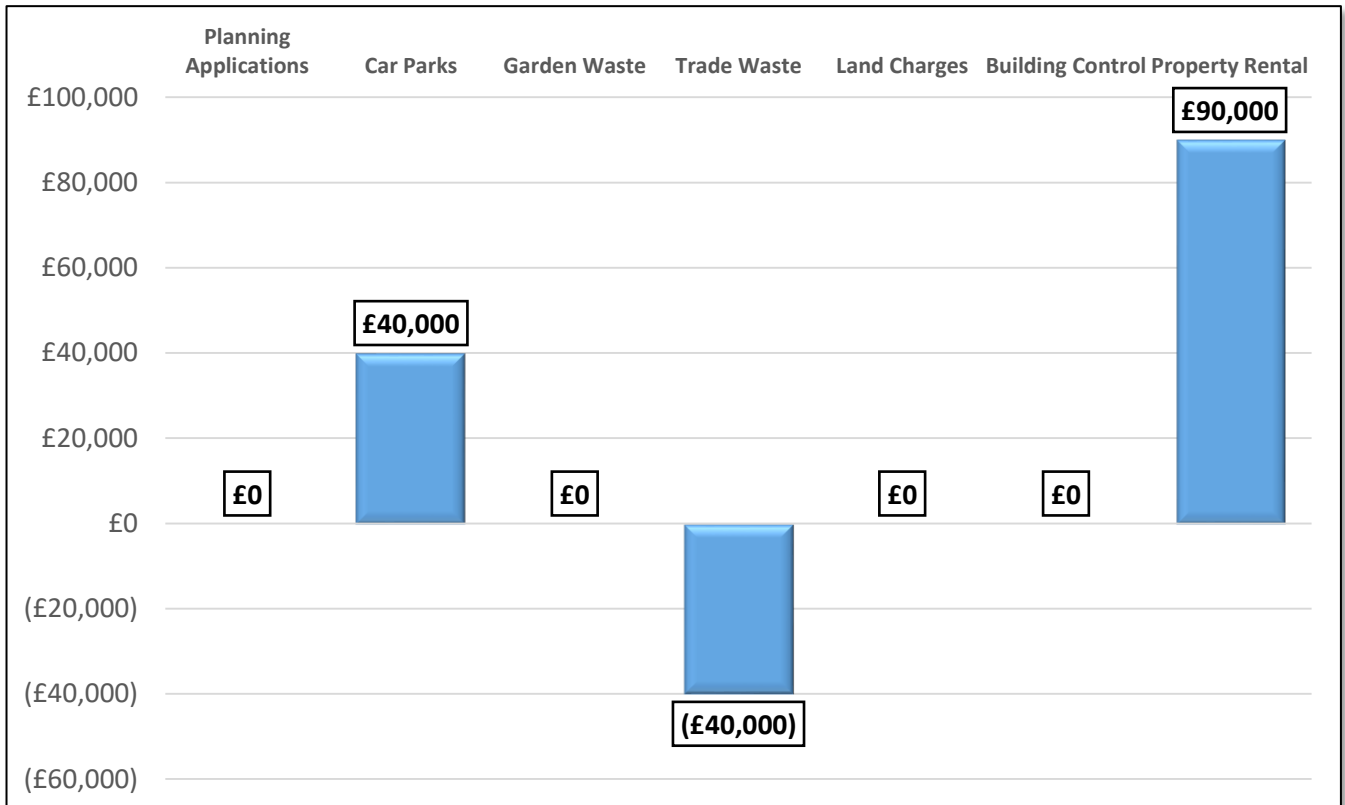 Planning
Applications
Car Parks
Garden Waste
Trade Waste
Land Charges
Building Control
Property Rental
£100,000
£80,000
£60,000
£40,000
£20,000
£0
(£20,000)
(£40,000)
(£60,000)
£0
£40,000
£0
(£40,000)
£0
£0
£90,000